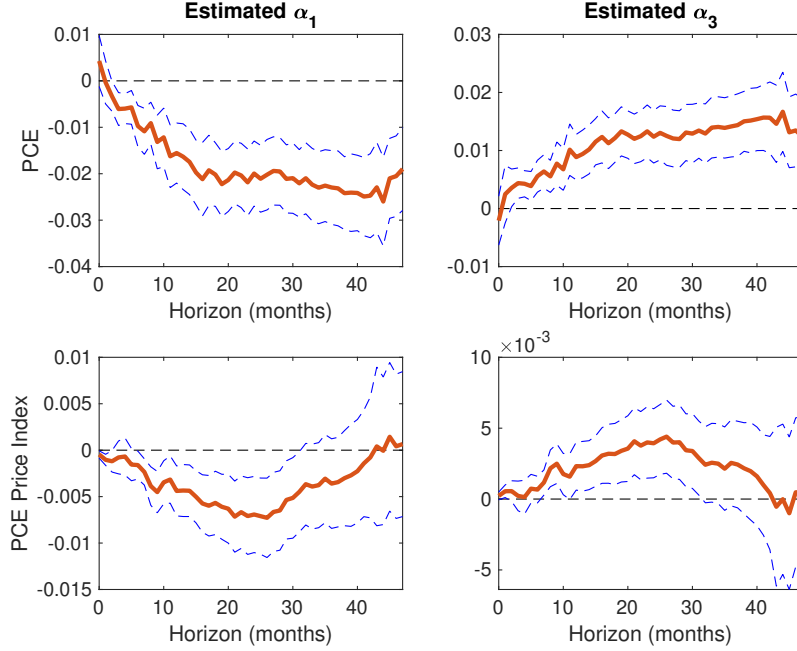 Estimated α1
0.01
0
-0.01
-0.02
-0.03
-0.04
PCE
0 10 20 30 40
Horizon (months)
Estimated α3
0.03
0.02
0.01
0
-0.01
0 10 20 30 40
Horizon (months)
0.01
0.005
0
-0.005
-0.01
-0.015
PCE Price Index
0 10 20 30 40
Horizon (months)
×10-3
10
5
0
-5
0 10 20 30 40
Horizon (months)